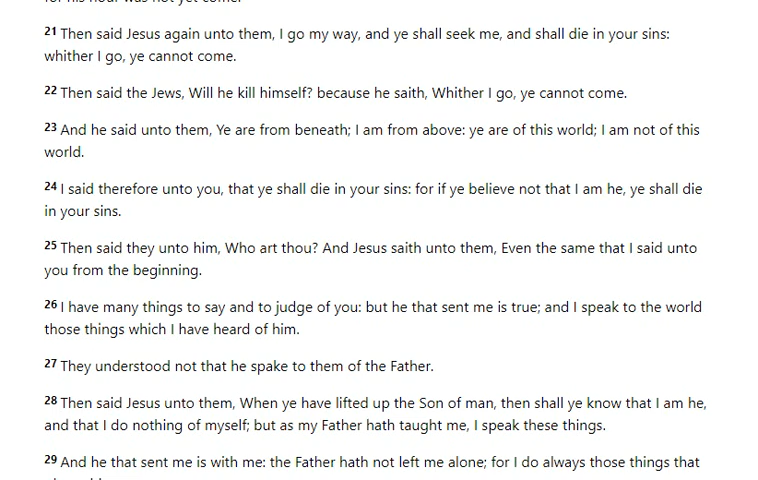 21 Then said Jesus again unto them, I go my way, and ye shall seek me, and shall die in your sins:
whither I go, ye cannot come.
22 Then said the Jews, Will he kill himself? because he saith, Whither I go, ye cannot come.
23 And he said unto them, Ye are from beneath; I am from above: ye are of this world; I am not of this
world.
24 I said therefore unto you, that ye shall die in your sins: for if ye believe not that I am he, ye shall die
in your sins.
25 Then said they unto him, Who art thou? And Jesus saith unto them, Even the same that I said unto
you from the beginning.
26 I have many things to say and to judge of you: but he that sent me is true; and I speak to the world
those things which I have heard of him.
27 They understood not that he spake to them of the Father.
28 Then said Jesus unto them, When ye have lifted up the Son of man, then shall ye know that I am he,
and that I do nothing of myself; but as my Father hath taught me, I speak these things.
29 And he that sent me is with me: the Father hath not left me alone; for I do always those things that